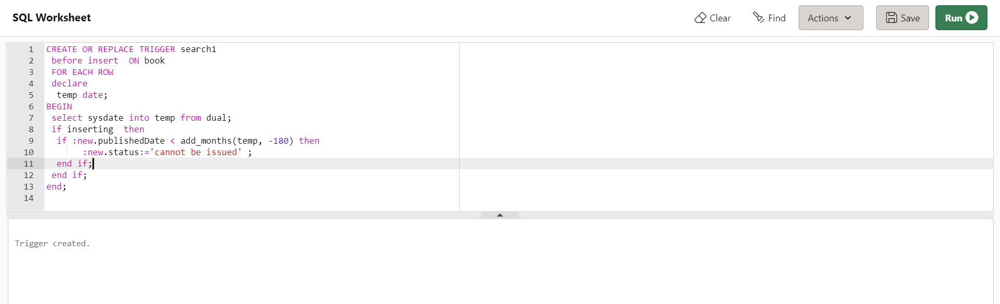 SQL Worksheet
Clear Find Actions Save Run
1 CREATE OR REPLACE TRIGGER search1
2 before insert  ON book
3 FOR EACH ROW
4 declare
5 temp date;
6 BEGIN
7 select sysdate into temp from dual;
8 if inserting  then
9 if :new.publishedDate < add_months(temp, -180) then
10 :new.status:='cannot be issued' ;
11 end if;
12 end if;
13 end;
14
Trigger created.